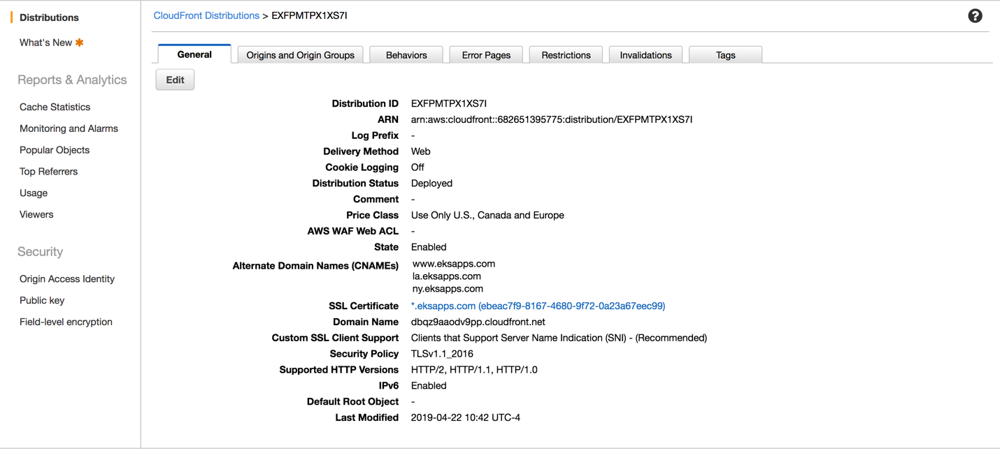 Distributions
What's New
Reports & Analytics
Cache Statistics
Monitoring and Alarms
Popular Objects
Top Referrers
Usage
Viewers
Security
Origin Access Identity
Public key
Field-level encryption
CloudFront Distributions > EXFPMTPX1XS7I
?
General Origins and Origin Groups Behaviors Error Pages Restrictions Invalidations Tags
Edit
Distribution ID EXFPMTPX1XS7I
ARN arn:aws:cloudfront::682651395775:distribution/EXFPMTPX1XS7I
Log Prefix -
Delivery Method Web
Cookie Logging Off
Distribution Status Deployed
Comment -
Price Class Use Only U.S., Canada and Europe
AWS WAF Web ACL -
State Enabled
Alternate Domain Names (CNAMEs) www.eksapps.com
la.eksapps.com
ny.eksapps.com
SSL Certificate *.eksapps.com (ebeac7f9-8167-4680-9f72-0a23a67eec99)
Domain Name dbqz9aaodv9pp.cloudfront.net
Custom SSL Client Support Clients that Support Server Name Indication (SNI) - (Recommended)
Security Policy TLSv1.1_2016
Supported HTTP Versions HTTP/2, HTTP/1.1, HTTP/1.0
IPv6 Enabled
Default Root Object -
Last Modified 2019-04-22 10:42 UTC-4